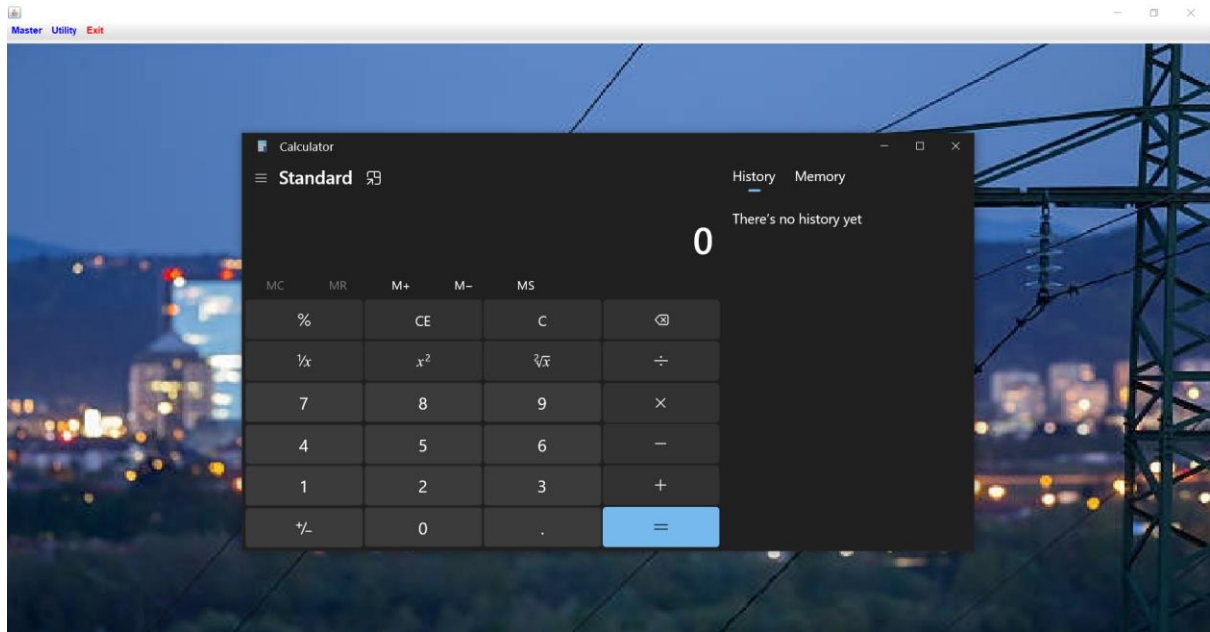 Master Utility Exit
Calculator
Standard
History Memory
There's no history yet
0
MC MR M+ M− MS
% CE C
¹/x x² ²√x ÷
7 8 9 ×
4 5 6 −
1 2 3 +
+/− 0 . =